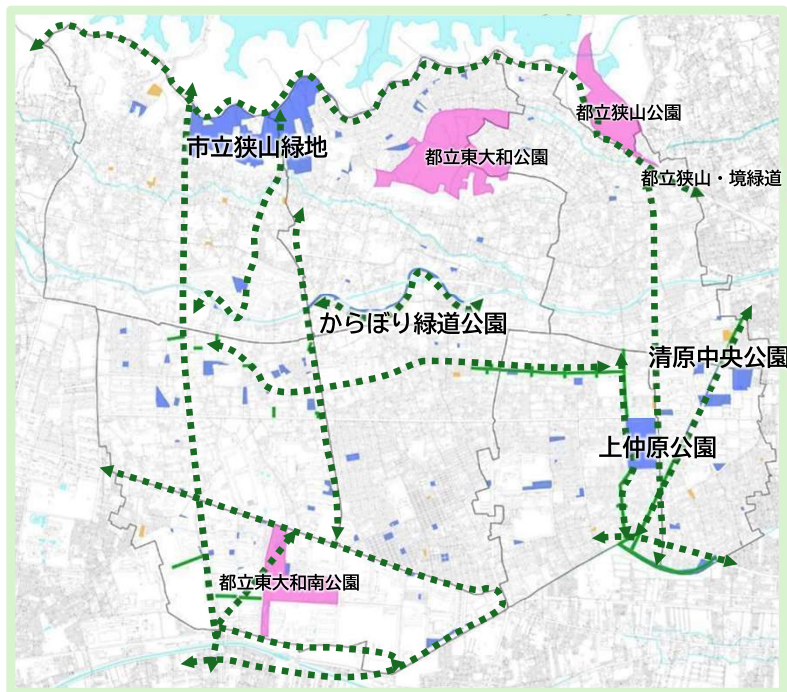 都立狭山公園
市立狭山緑地
都立東大和公園
都立狭山・境緑道
からぼり緑道公園
清原中央公園
上仲原公園
都立東大和南公園